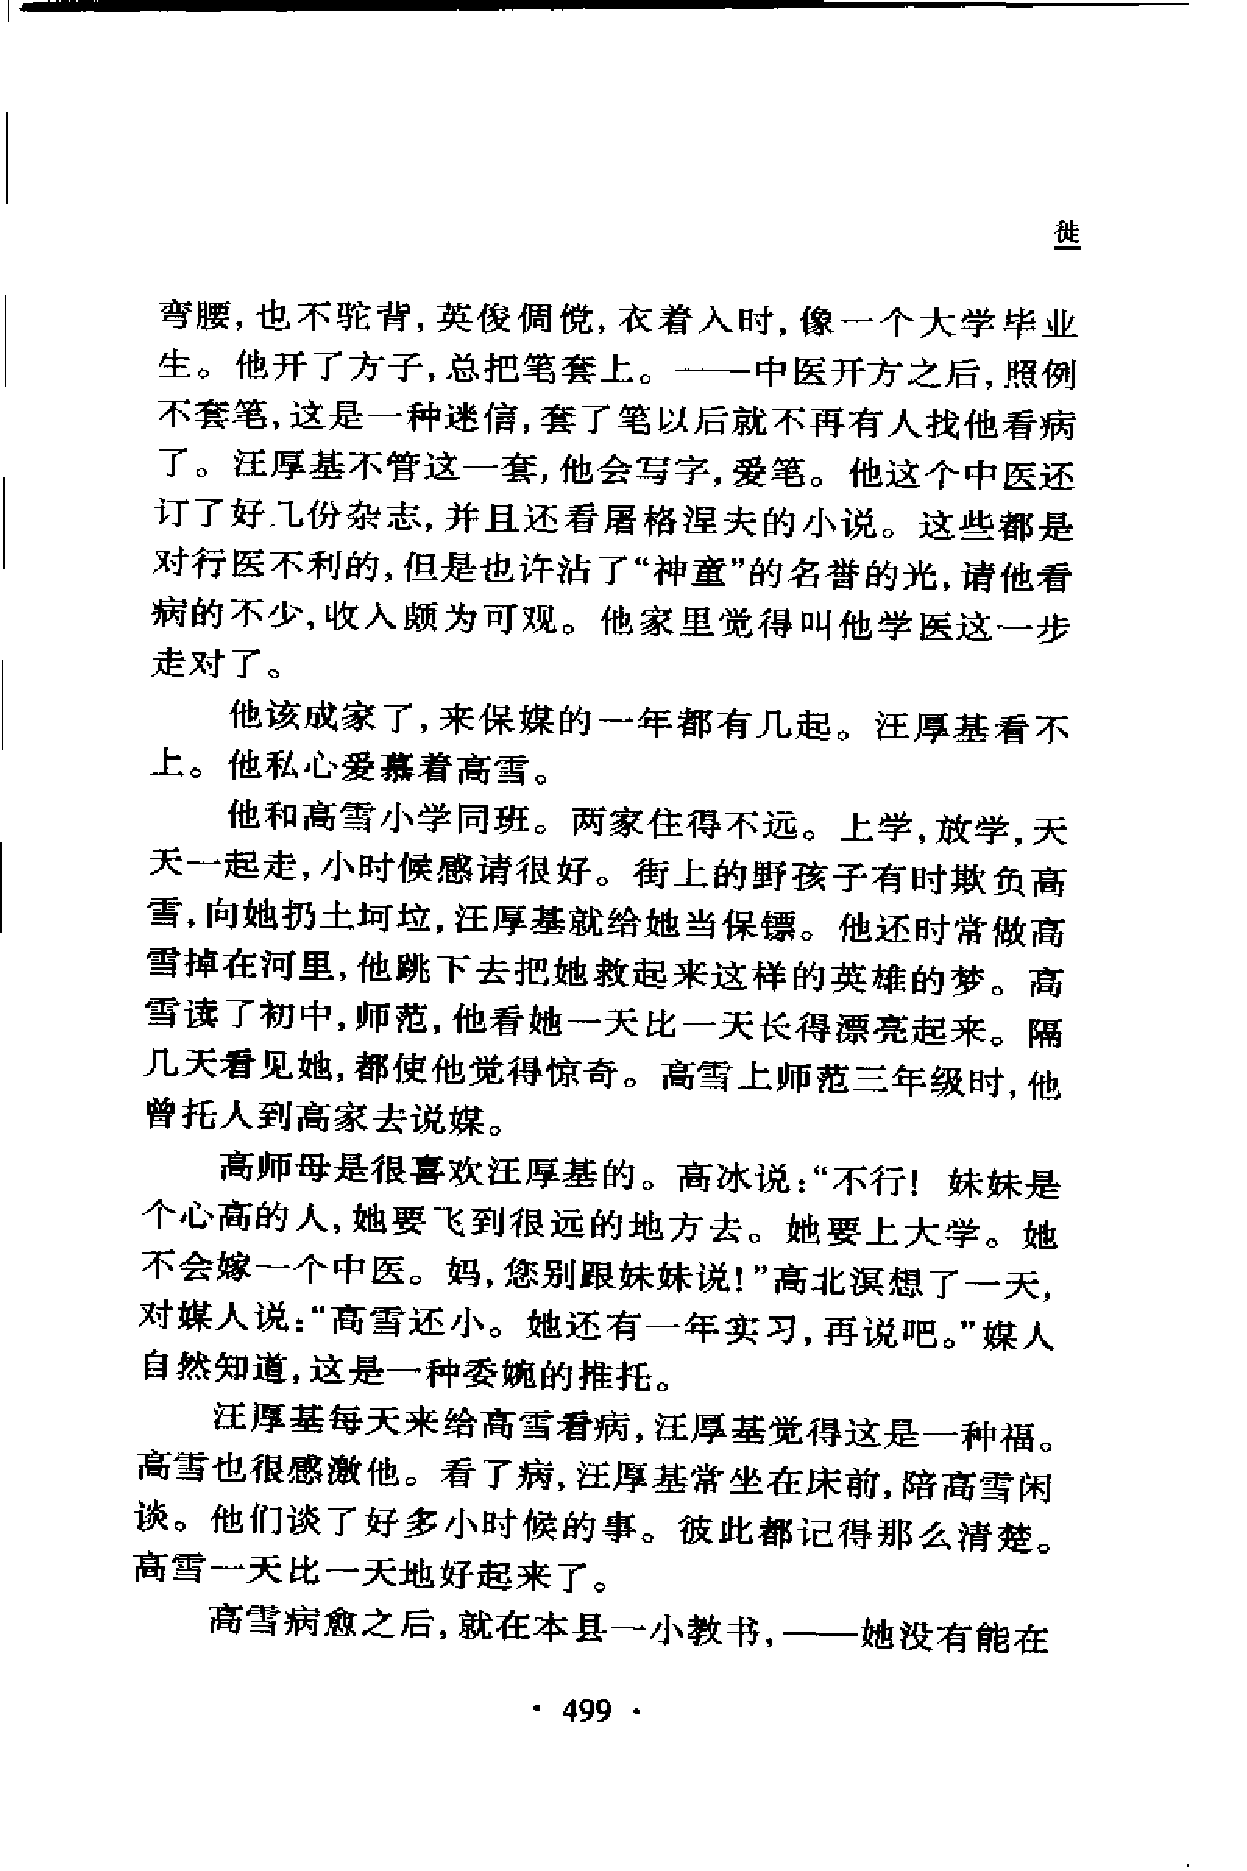 徙
弯腰,也不驼背,英俊倜傥,衣着入时,像一个大学毕业
生。他开了方子,总把笔套上。——中医开方之后,照例
不套笔,这是一种迷信,套了笔以后就不再有人找他看病
了。汪厚基不管这一套,他会写字,爱笔。他这个中医还
订了好几份杂志,并且还看屠格涅夫的小说。这些都是
对行医不利的,但是也许沾了“神童”的名誉的光,请他看
病的不少,收入颇为可观。他家里觉得叫他学医这一步
走对了。
他该成家了,来保媒的一年都有几起。汪厚基看不
上。他私心爱慕着高雪。
他和高雪小学同班。两家住得不远。上学,放学,天
天一起走,小时候感请很好。街上的野孩子有时欺负高
雪,向她扔土坷垃,汪厚基就给她当保镖。他还时常做高
雪掉在河里,他跳下去把她救起来这样的英雄的梦。高
雪读了初中,师范,他看她一天比一天长得漂亮起来。隔
几天看见她,都使他觉得惊奇。高雪上师范三年级时,他
曾托人到高家去说媒。
高师母是很喜欢汪厚基的。高冰说:“不行!妹妹是
个心高的人,她要飞到很远的地方去。她要上大学。她
不会嫁一个中医。妈,您别跟妹妹说!”高北溟想了一天,
对媒人说:“高雪还小。她还有一年实习,再说吧。”媒人
自然知道,这是一种委婉的推托。
汪厚基每天来给高雪看病,汪厚基觉得这是一种福。
高雪也很感激他。看了病,汪厚基常坐在床前,陪高雪闲
谈。他们谈了好多小时候的事。彼此都记得那么清楚。
高雪一天比一天地好起来了。
高雪病愈之后,就在本县一小教书,——她没有能在
· 499 ·